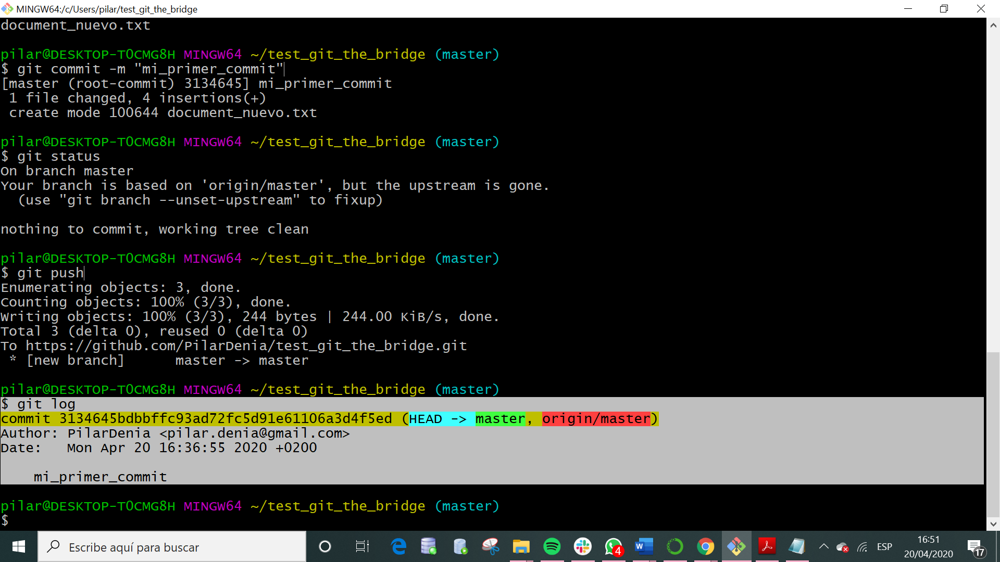 MINGW64:/c/Users/pilar/test_git_the_bridge
document_nuevo.txt
pilar@DESKTOP-T0CMG8H MINGW64 ~/test_git_the_bridge (master)
$ git commit -m "mi_primer_commit"
[master (root-commit) 3134645] mi_primer_commit
 1 file changed, 4 insertions(+)
 create mode 100644 document_nuevo.txt
pilar@DESKTOP-T0CMG8H MINGW64 ~/test_git_the_bridge (master)
$ git status
On branch master
Your branch is based on 'origin/master', but the upstream is gone.
  (use "git branch --unset-upstream" to fixup)
nothing to commit, working tree clean
pilar@DESKTOP-T0CMG8H MINGW64 ~/test_git_the_bridge (master)
$ git push
Enumerating objects: 3, done.
Counting objects: 100% (3/3), done.
Writing objects: 100% (3/3), 244 bytes | 244.00 KiB/s, done.
Total 3 (delta 0), reused 0 (delta 0)
To https://github.com/PilarDenia/test_git_the_bridge.git
 * [new branch]      master -> master
pilar@DESKTOP-T0CMG8H MINGW64 ~/test_git_the_bridge (master)
$ git log
commit 3134645bdbbffc93ad72fc5d91e61106a3d4f5ed (HEAD -> master, origin/master)
Author: PilarDenia <pilar.denia@gmail.com>
Date:   Mon Apr 20 16:36:55 2020 +0200
    mi_primer_commit
pilar@DESKTOP-T0CMG8H MINGW64 ~/test_git_the_bridge (master)
$
Escribe aquí para buscar
4
W
ESP
16:51
20/04/2020
17